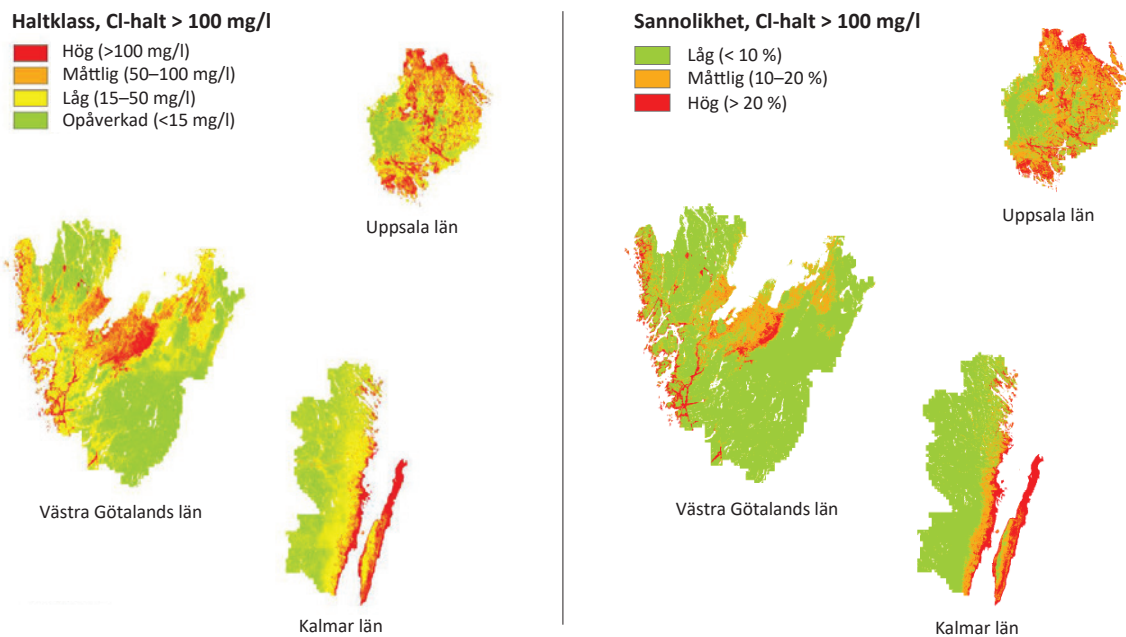 Haltklass, Cl-halt > 100 mg/l
Hög (>100 mg/l)
Måttlig (50–100 mg/l)
Låg (15–50 mg/l)
Opåverkad (<15 mg/l)
Uppsala län
Västra Götalands län
Kalmar län
Sannolikhet, Cl-halt > 100 mg/l
Låg (< 10 %)
Måttlig (10–20 %)
Hög (> 20 %)
Uppsala län
Västra Götalands län
Kalmar län